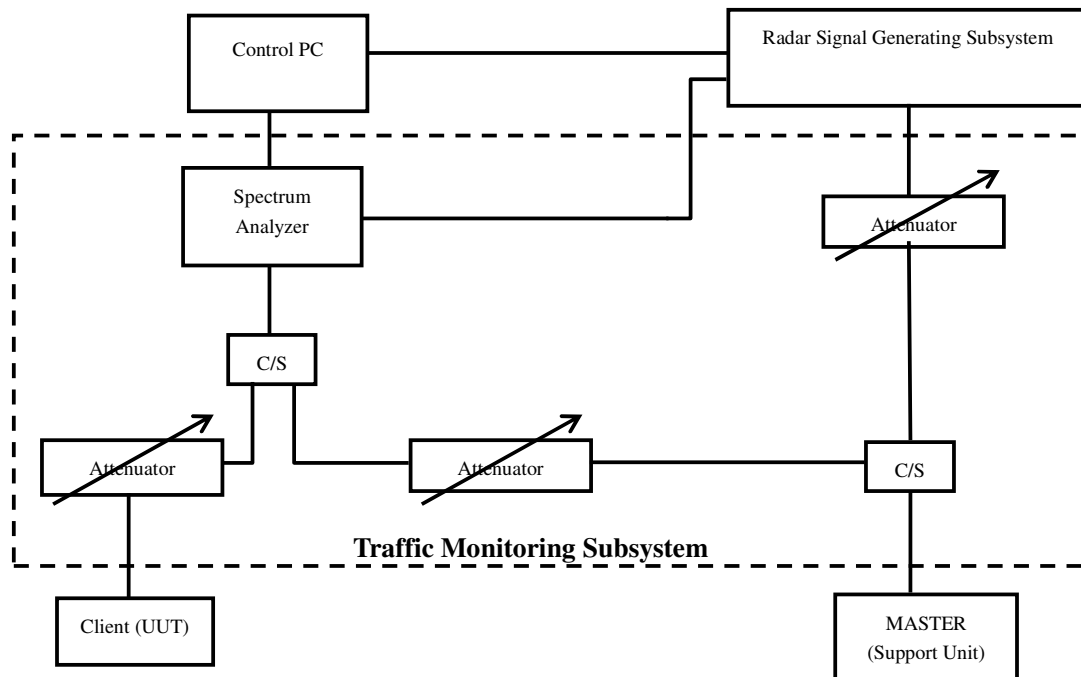 Control PC
Radar Signal Generating Subsystem
Spectrum
Analyzer
Attenuator
C/S
Attenuator
Attenuator
C/S
Traffic Monitoring Subsystem
Client (UUT)
MASTER
(Support Unit)